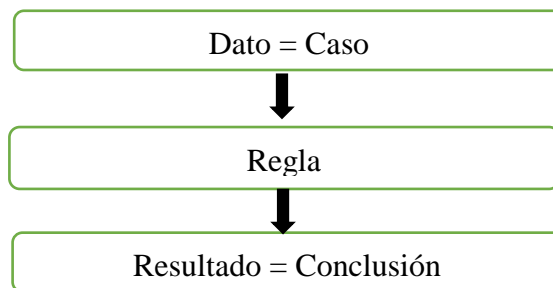 Dato = Caso
Regla
Resultado = Conclusión